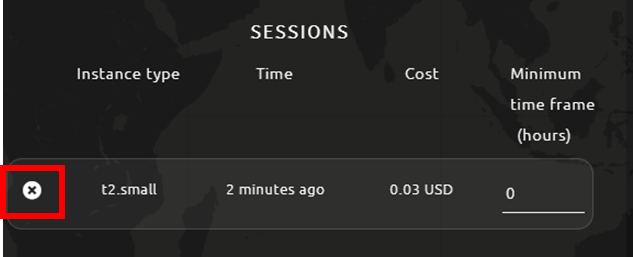 SESSIONS
Instance type Time Cost Minimum
time frame
(hours)
t2.small 2 minutes ago 0.03 USD 0